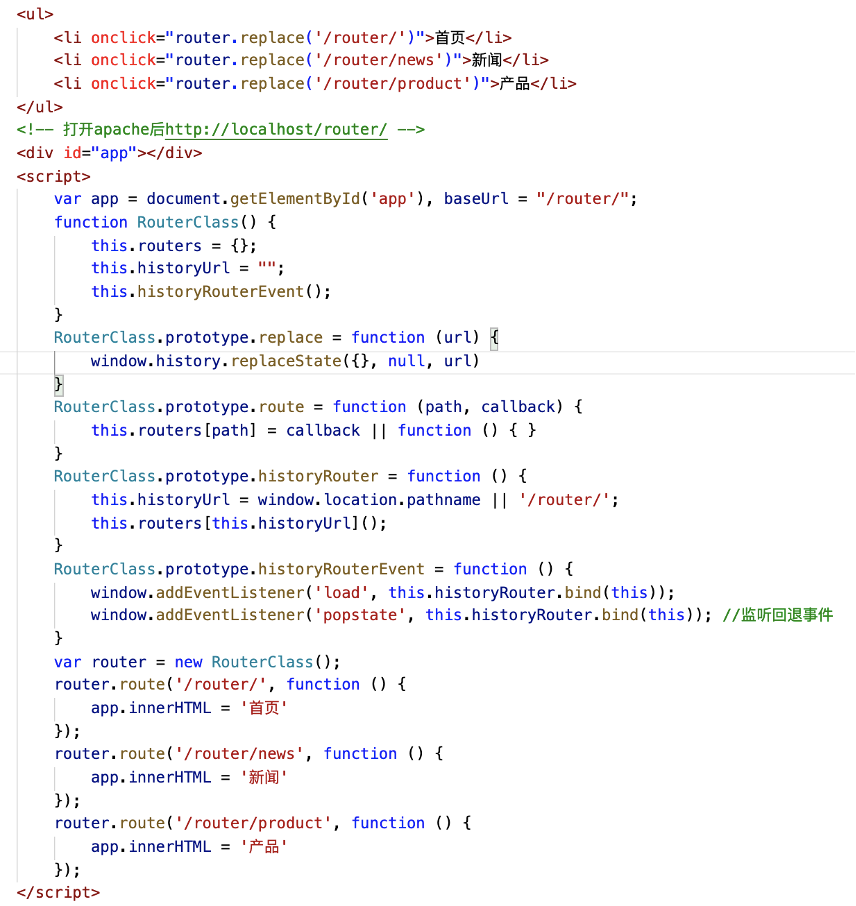 <ul>
    <li onclick="router.replace('/router/')">首页</li>
    <li onclick="router.replace('/router/news')">新闻</li>
    <li onclick="router.replace('/router/product')">产品</li>
</ul>
<!-- 打开apache后http://localhost/router/ -->
<div id="app"></div>
<script>
    var app = document.getElementById('app'), baseUrl = "/router/";
    function RouterClass() {
        this.routers = {};
        this.historyUrl = "";
        this.historyRouterEvent();
    }
    RouterClass.prototype.replace = function (url) {
        window.history.replaceState({}, null, url)
    }
    RouterClass.prototype.route = function (path, callback) {
        this.routers[path] = callback || function () { }
    }
    RouterClass.prototype.historyRouter = function () {
        this.historyUrl = window.location.pathname || '/router/';
        this.routers[this.historyUrl]();
    }
    RouterClass.prototype.historyRouterEvent = function () {
        window.addEventListener('load', this.historyRouter.bind(this));
        window.addEventListener('popstate', this.historyRouter.bind(this)); //监听回退事件
    }
    var router = new RouterClass();
    router.route('/router/', function () {
        app.innerHTML = '首页'
    });
    router.route('/router/news', function () {
        app.innerHTML = '新闻'
    });
    router.route('/router/product', function () {
        app.innerHTML = '产品'
    });
</script>